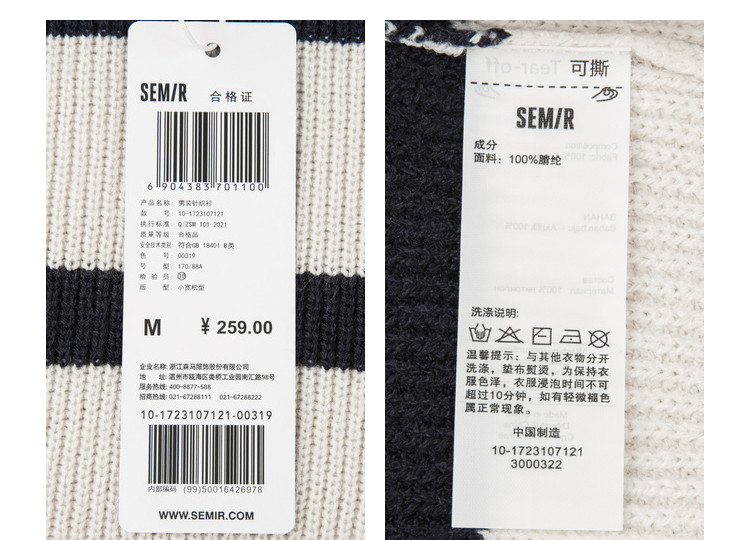 SEMIR 合格证
6 904383 701100
产品名称: 男装针织衫
款 号: 10-1723107121
执行标准: Q/ZSM 101-2021
质量等级: 合格品
安全技术类别: 符合GB 18401 B类
色 号: 00319
号 型: 170/88A
检 验 员: 10
版 型: 小宽松型
M ¥ 259.00
企业名称: 浙江森马服饰股份有限公司
地 址: 温州市瓯海区娄桥工业园南汇路98号
服务热线: 400-8877-588
招商热线: 021-67288111 021-67288222
10-1723107121-00319
内部编码 (99)50016426978
WWW.SEMIR.COM
可撕
SEMIR
成分
面料: 100%腈纶
洗涤说明:
温馨提示: 与其他衣物分开
洗涤, 垫布熨烫, 为保持衣
服色泽, 衣服浸泡时间不可
超过10分钟, 如有轻微褪色
属正常现象。
中国制造
10-1723107121
3000322